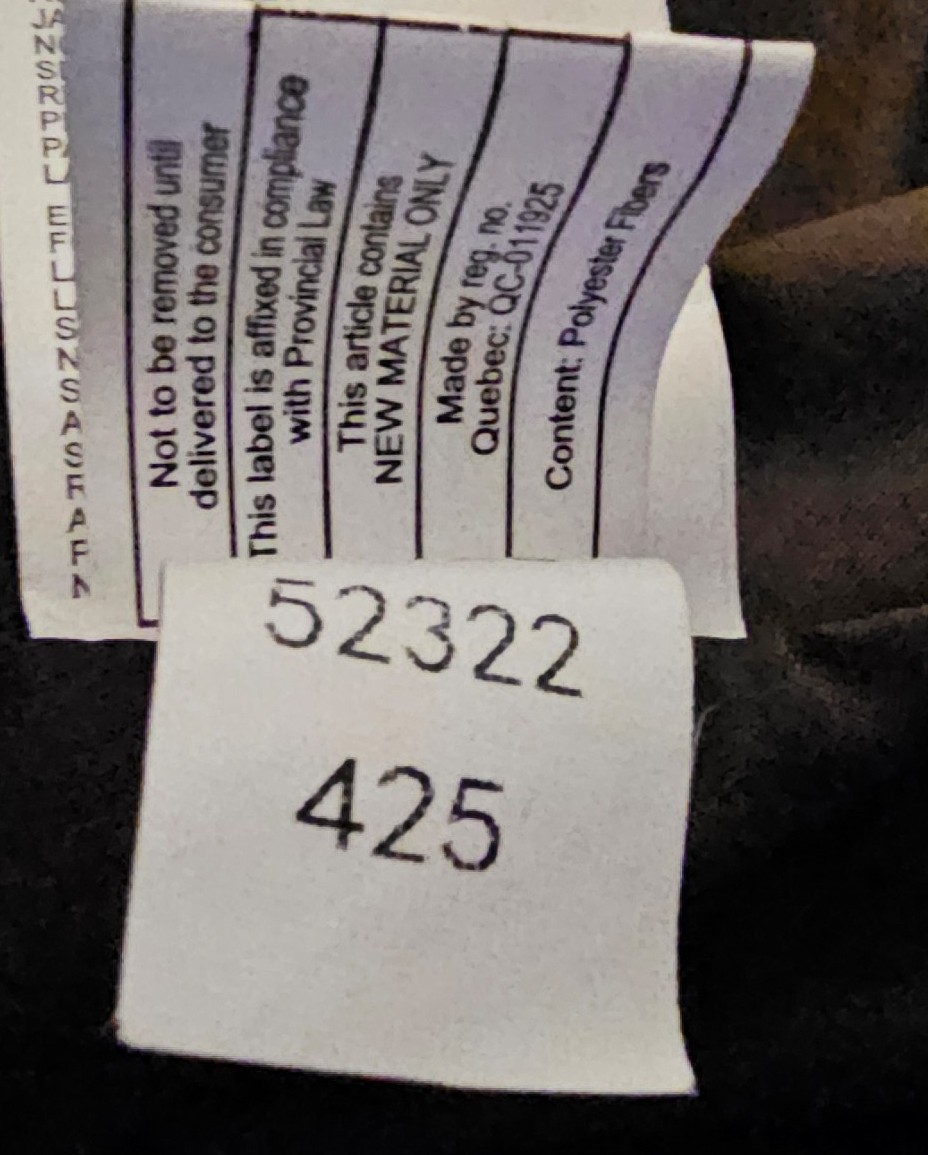 Not to be removed until
delivered to the consumer
This label is affixed in compliance
with Provincial Law
This article contains
NEW MATERIAL ONLY
Made by reg. no.
Quebec: QC-011925
Content: Polyester Fibers
52322
425